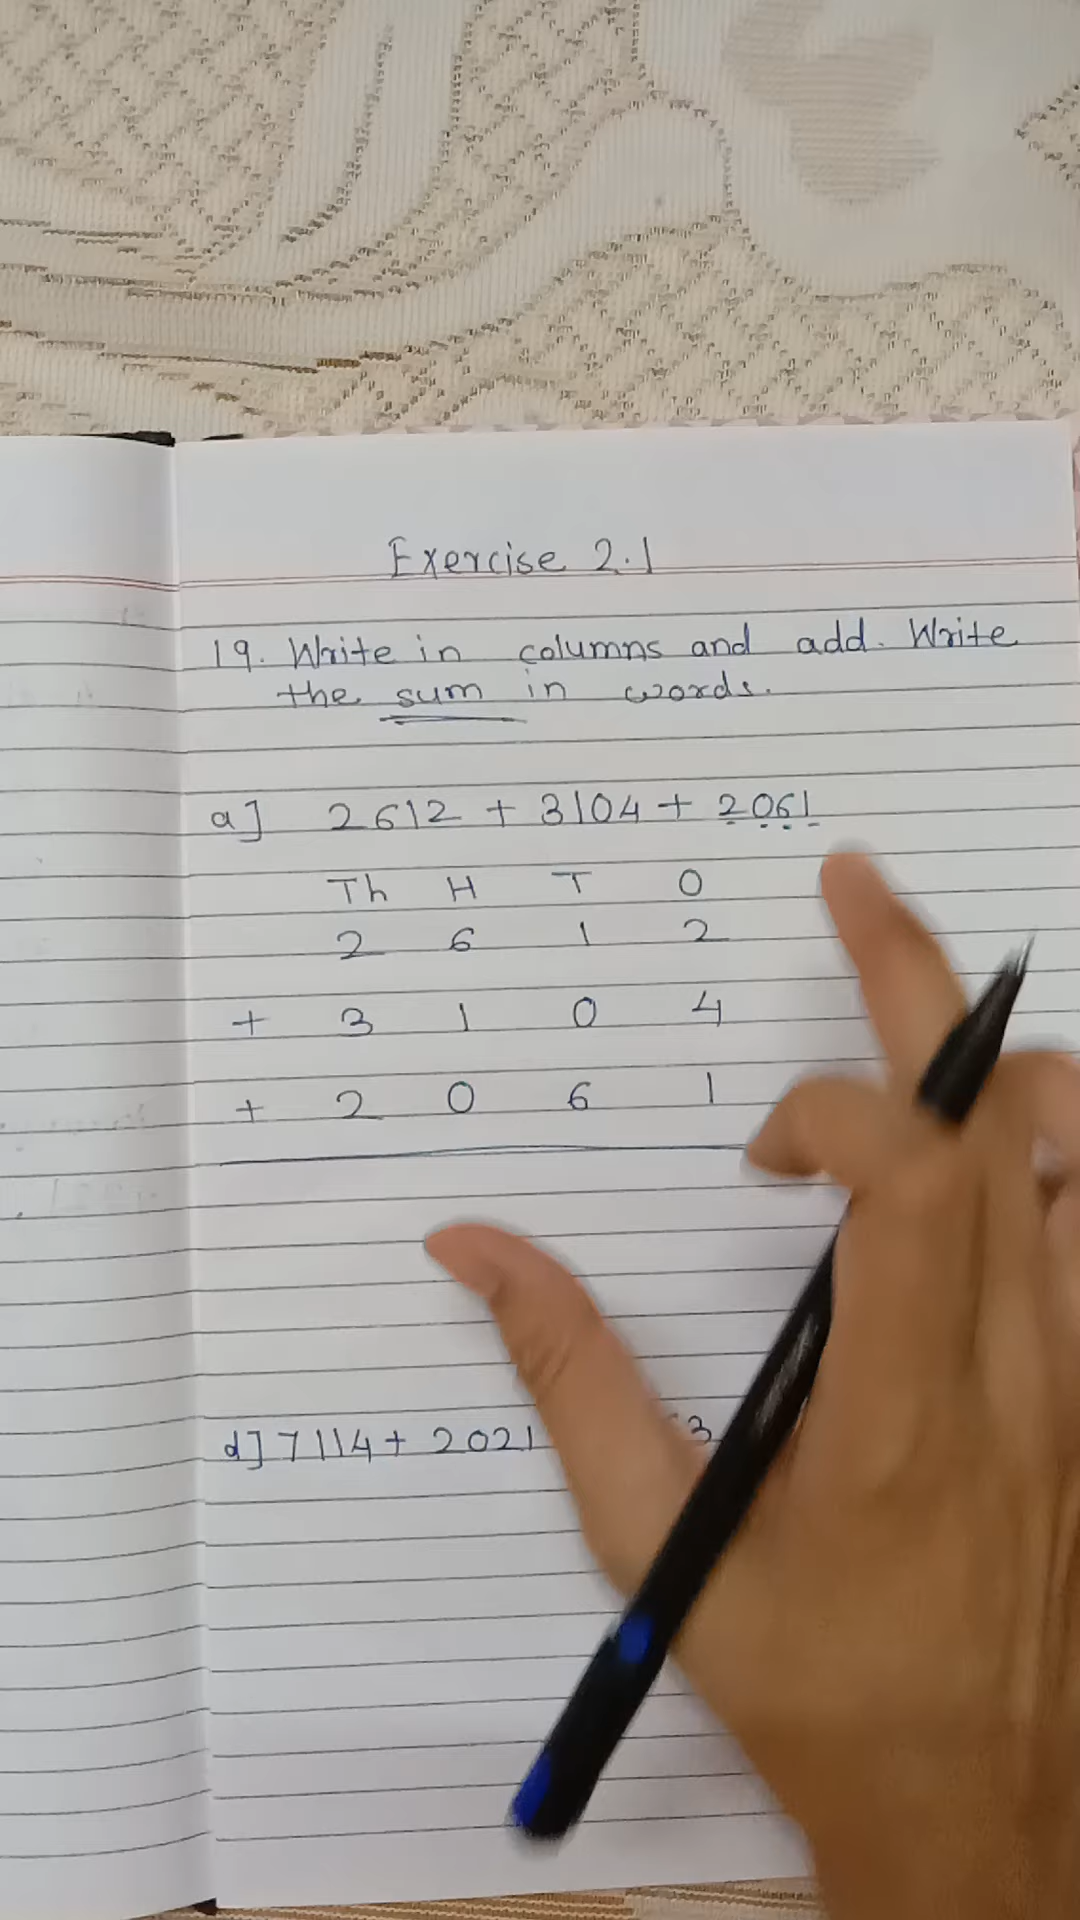 Exercise 2.1
19. Write in columns and add. Write
the sum in words.
a] 2612 + 3104 + 2061
Th H T O
2 6 1 2
+ 3 1 0 4
+ 2 0 6 1
d] 7114 + 2021